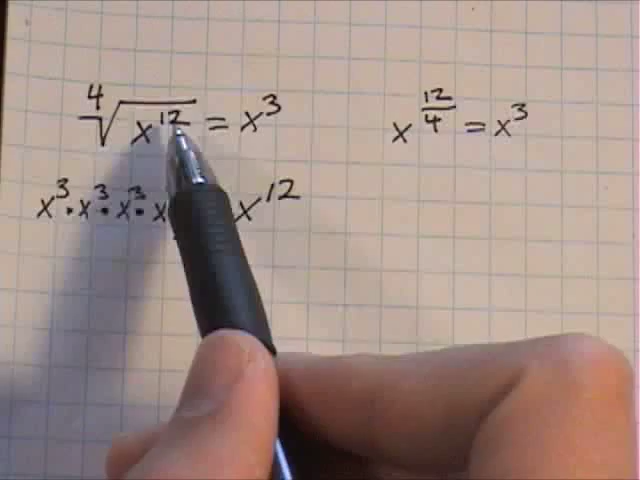 ⁴√x¹² = x³
x^(12/4) = x³
x³ · x³ · x³ · x x¹²